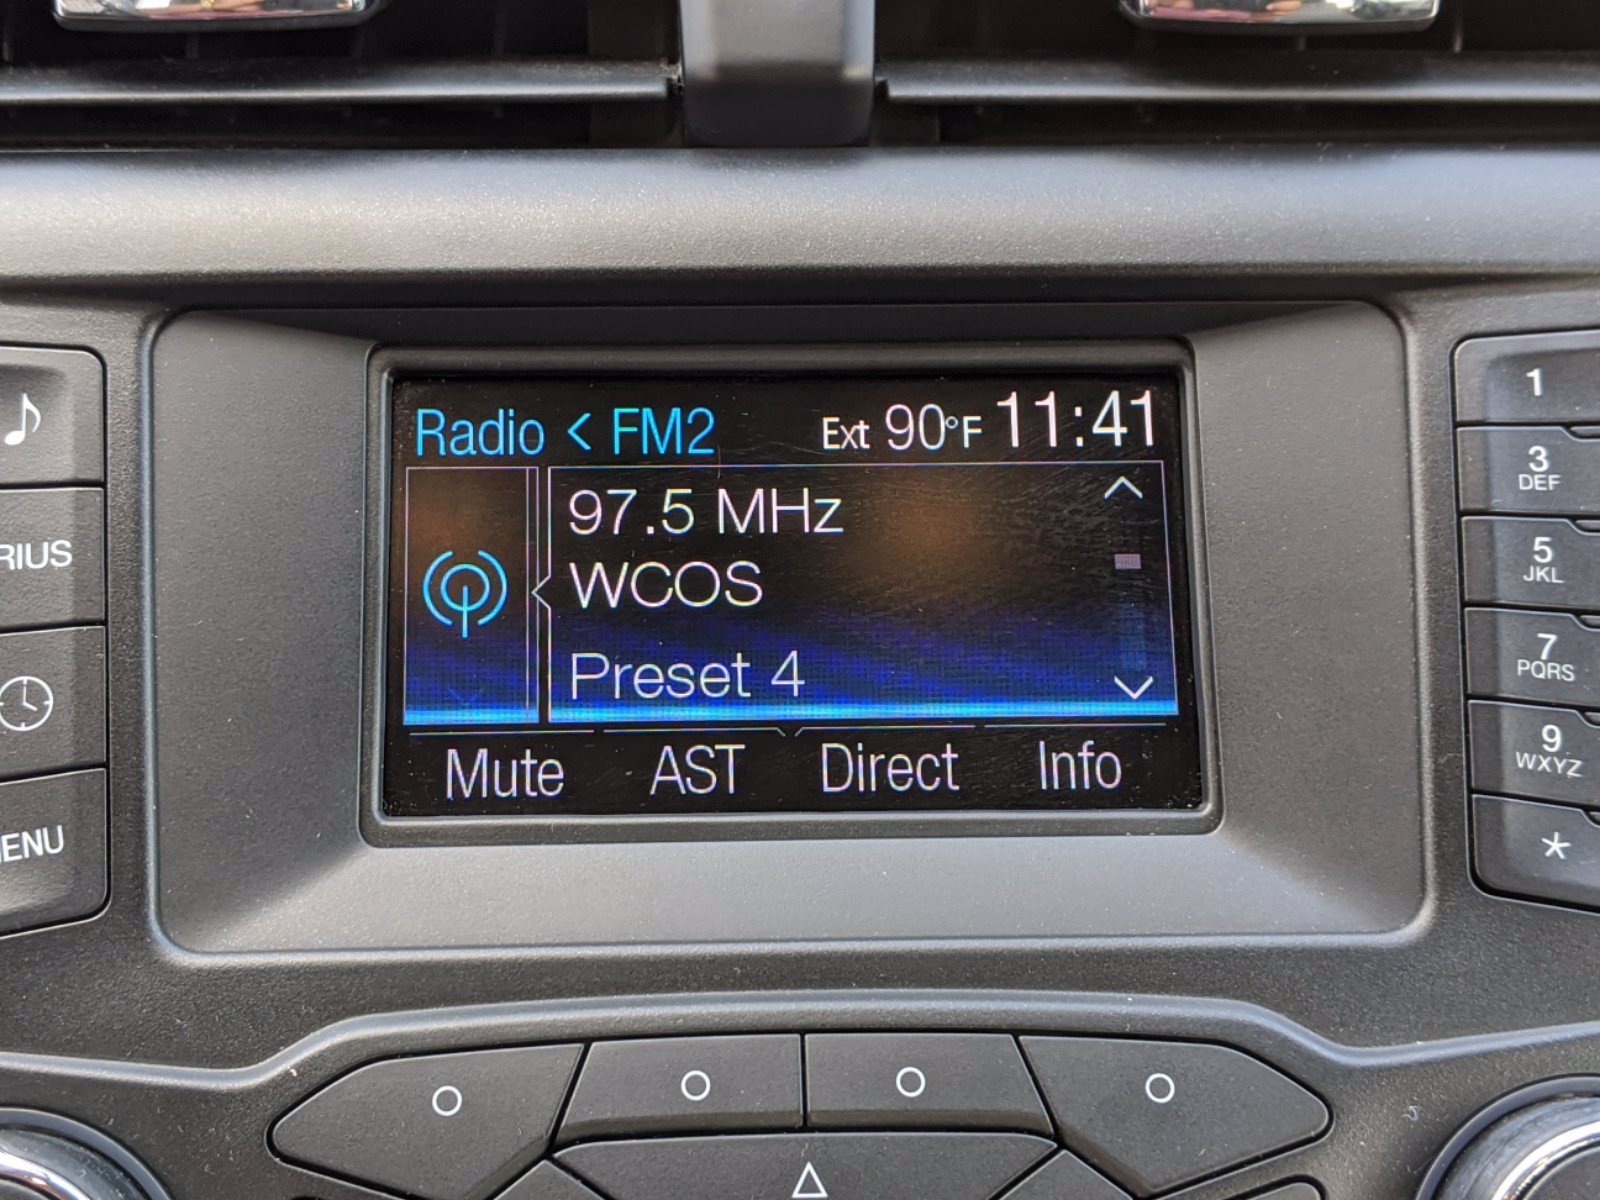 Radio < FM2 Ext 90°F 11:41
97.5 MHz
WCOS
Preset 4
Mute AST Direct Info
RIUS
ENU
1
3
DEF
5
JKL
7
PQRS
9
WXYZ
*